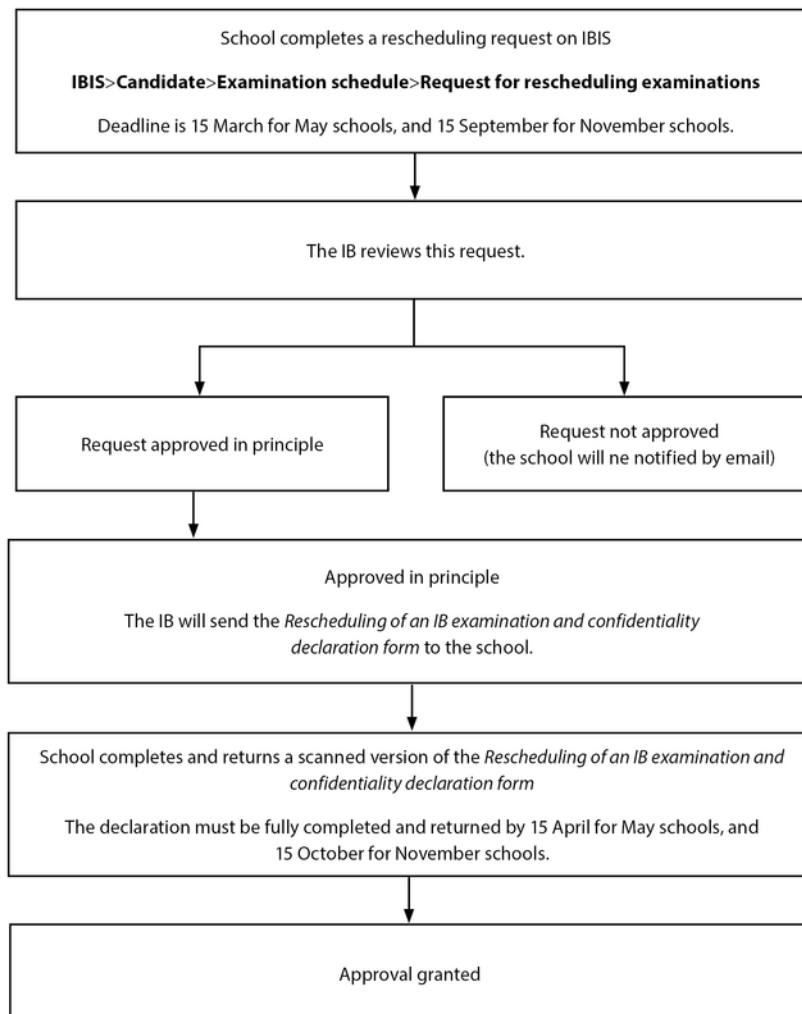 School completes a rescheduling request on IBIS
IBIS>Candidate>Examination schedule>Request for rescheduling examinations
Deadline is 15 March for May schools, and 15 September for November schools.
The IB reviews this request.
Request approved in principle
Request not approved
(the school will ne notified by email)
Approved in principle
The IB will send the Rescheduling of an IB examination and confidentiality
declaration form to the school.
School completes and returns a scanned version of the Rescheduling of an IB examination and
confidentiality declaration form
The declaration must be fully completed and returned by 15 April for May schools, and
15 October for November schools.
Approval granted